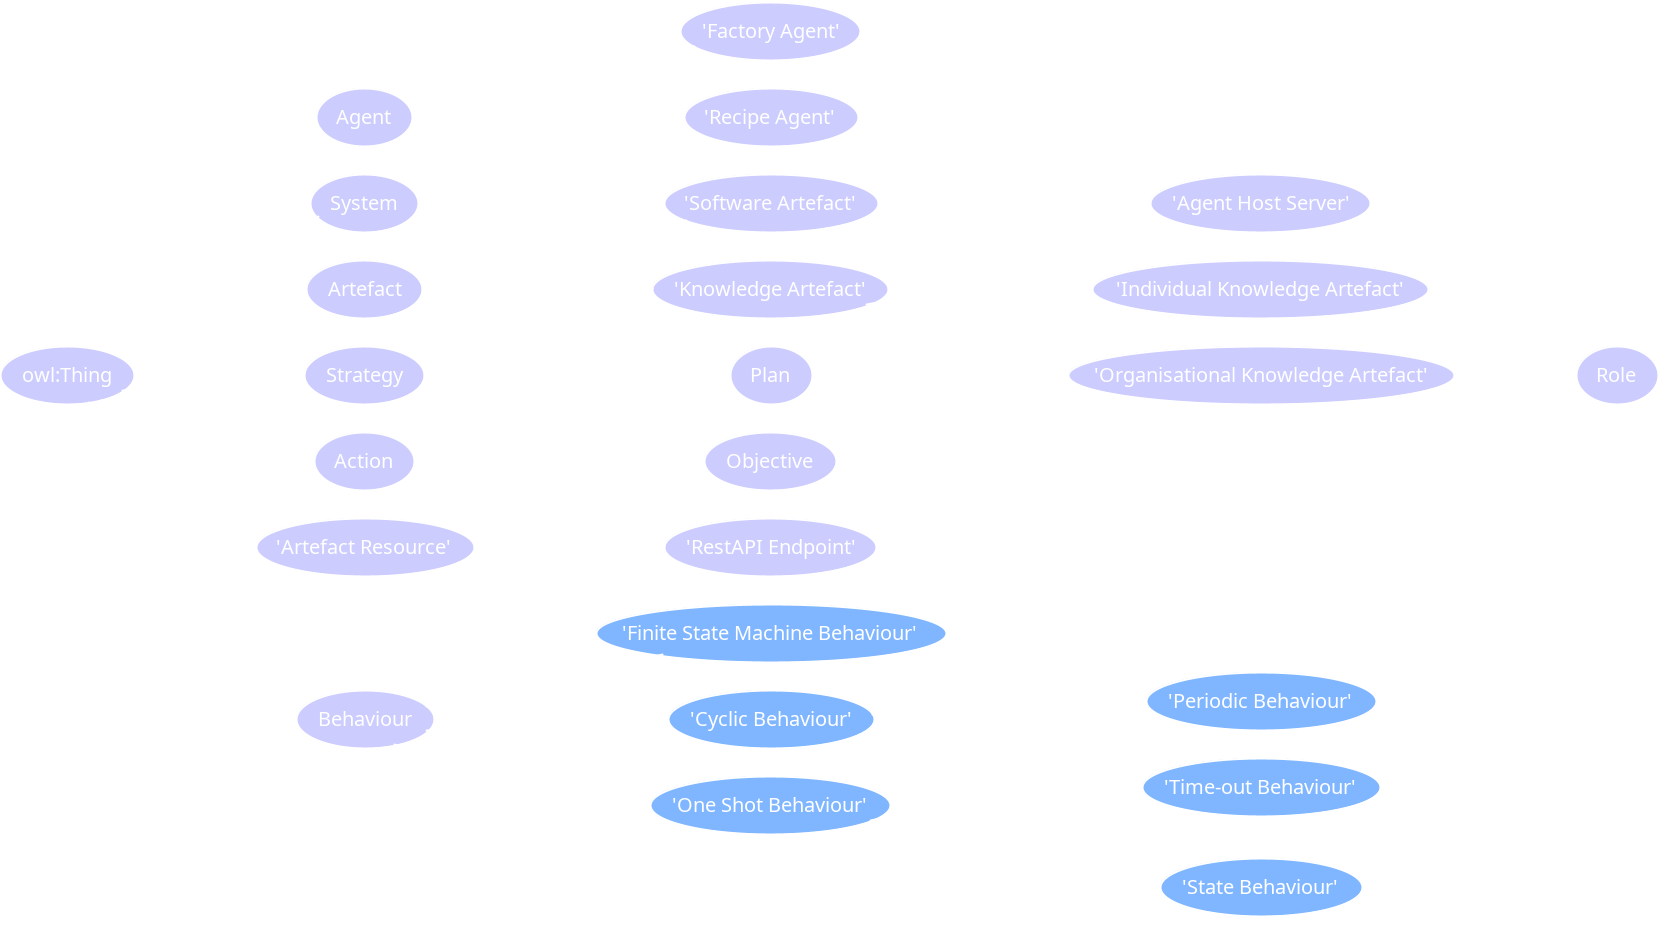 'Factory Agent'
Agent
'Recipe Agent'
System
'Software Artefact'
'Agent Host Server'
Artefact
'Knowledge Artefact'
'Individual Knowledge Artefact'
owl:Thing
Strategy
Plan
'Organisational Knowledge Artefact'
Role
Action
Objective
'Artefact Resource'
'RestAPI Endpoint'
'Finite State Machine Behaviour'
Behaviour
'Cyclic Behaviour'
'Periodic Behaviour'
'Time-out Behaviour'
'One Shot Behaviour'
'State Behaviour'